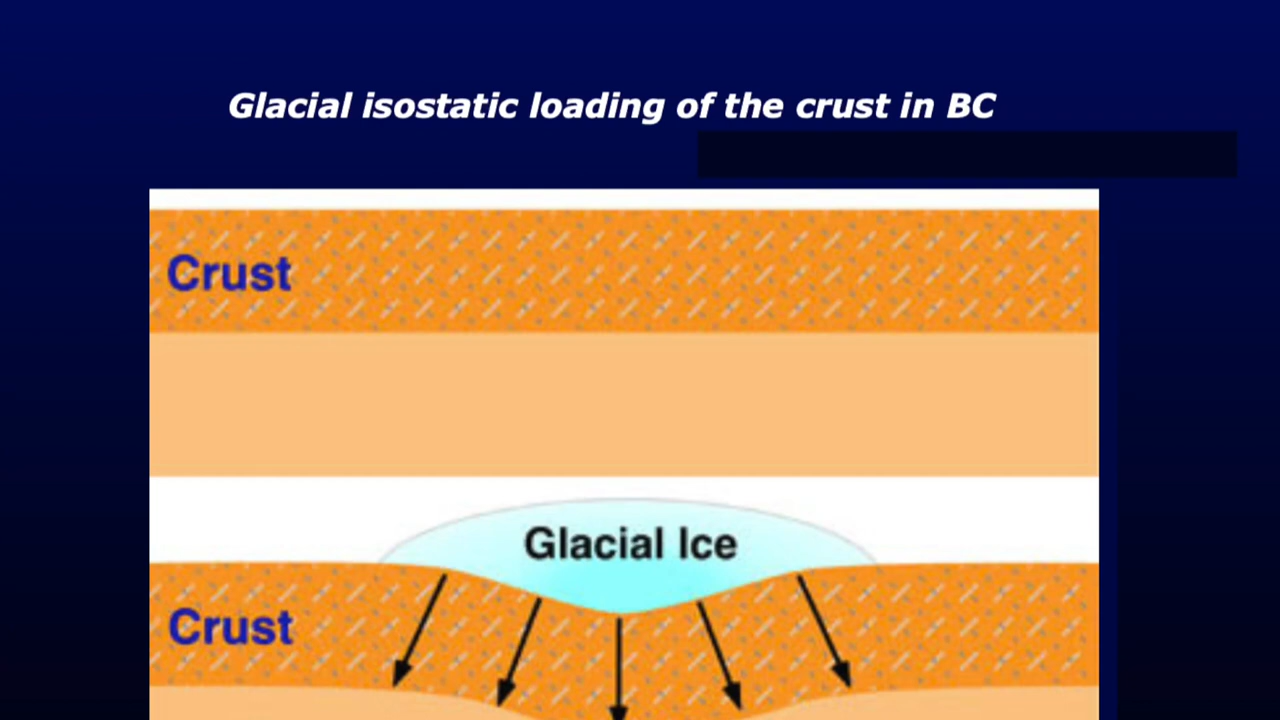 Glacial isostatic loading of the crust in BC
Crust
Glacial Ice
Crust